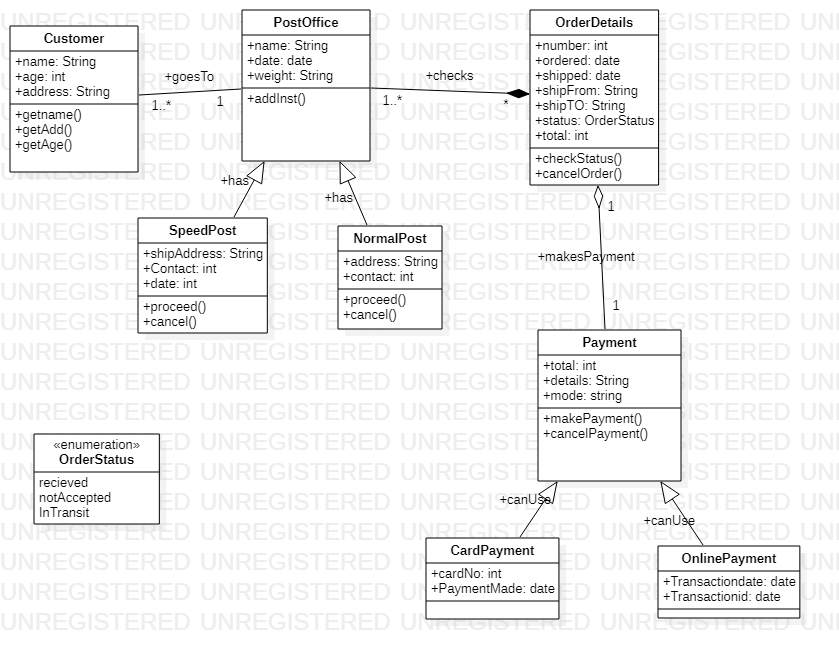 Customer
+name: String
+age: int
+address: String
+getname()
+getAdd()
+getAge()
+goesTo
1..*
1
PostOffice
+name: String
+date: date
+weight: String
+addInst()
+checks
1..*
*
OrderDetails
+number: int
+ordered: date
+shipped: date
+shipFrom: String
+shipTO: String
+status: OrderStatus
+total: int
+checkStatus()
+cancelOrder()
+has
+has
SpeedPost
+shipAddress: String
+Contact: int
+date: int
+proceed()
+cancel()
NormalPost
+address: String
+contact: int
+proceed()
+cancel()
1
+makesPayment
1
Payment
+total: int
+details: String
+mode: string
+makePayment()
+cancelPayment()
«enumeration»
OrderStatus
recieved
notAccepted
InTransit
+canUse
+canUse
CardPayment
+cardNo: int
+PaymentMade: date
OnlinePayment
+Transactiondate: date
+Transactionid: date
UNREGISTERED